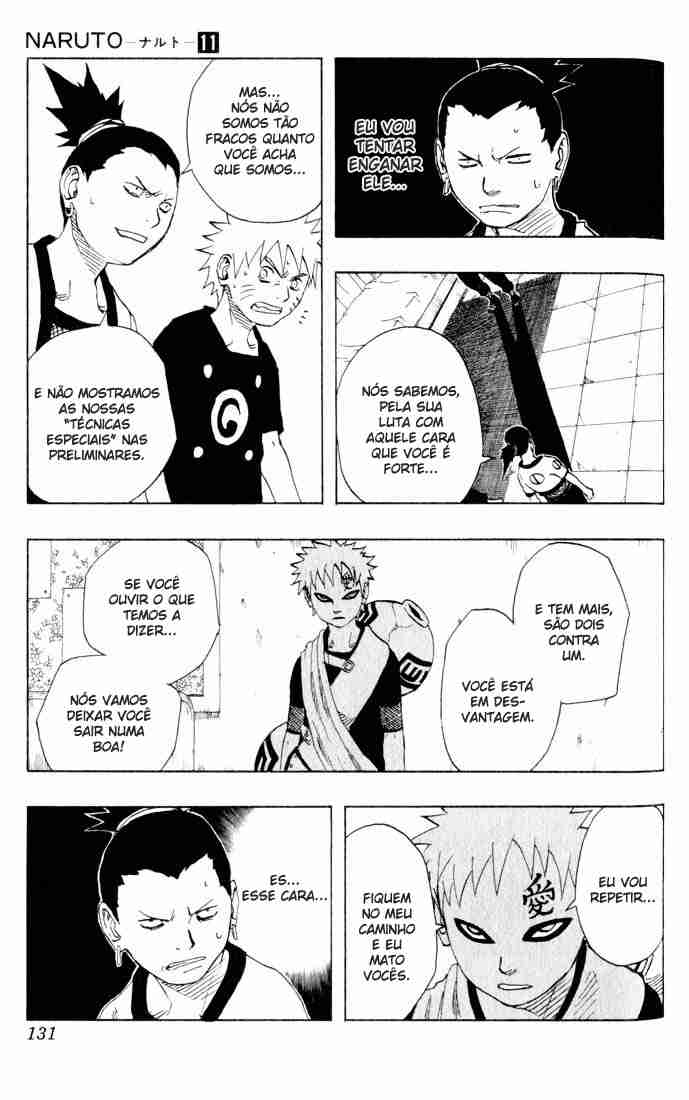 NARUTO —ナルト— 11
EU VOU
TENTAR
ENGANAR
ELE...
NÓS SABEMOS,
PELA SUA
LUTA COM
AQUELE CARA
QUE VOCÊ É
FORTE...
MAS...
NÓS NÃO
SOMOS TÃO
FRACOS QUANTO
VOCÊ ACHA
QUE SOMOS...
E NÃO MOSTRAMOS
AS NOSSAS
"TÉCNICAS
ESPECIAIS" NAS
PRELIMINARES.
E TEM MAIS,
SÃO DOIS
CONTRA
UM.
VOCÊ ESTÁ
EM DES-
VANTAGEM.
SE VOCÊ
OUVIR O QUE
TEMOS A
DIZER...
NÓS VAMOS
DEIXAR VOCÊ
SAIR NUMA
BOA!
EU VOU
REPETIR...
愛
FIQUEM
NO MEU
CAMINHO
E EU
MATO
VOCÊS.
ES...
ESSE CARA...
131